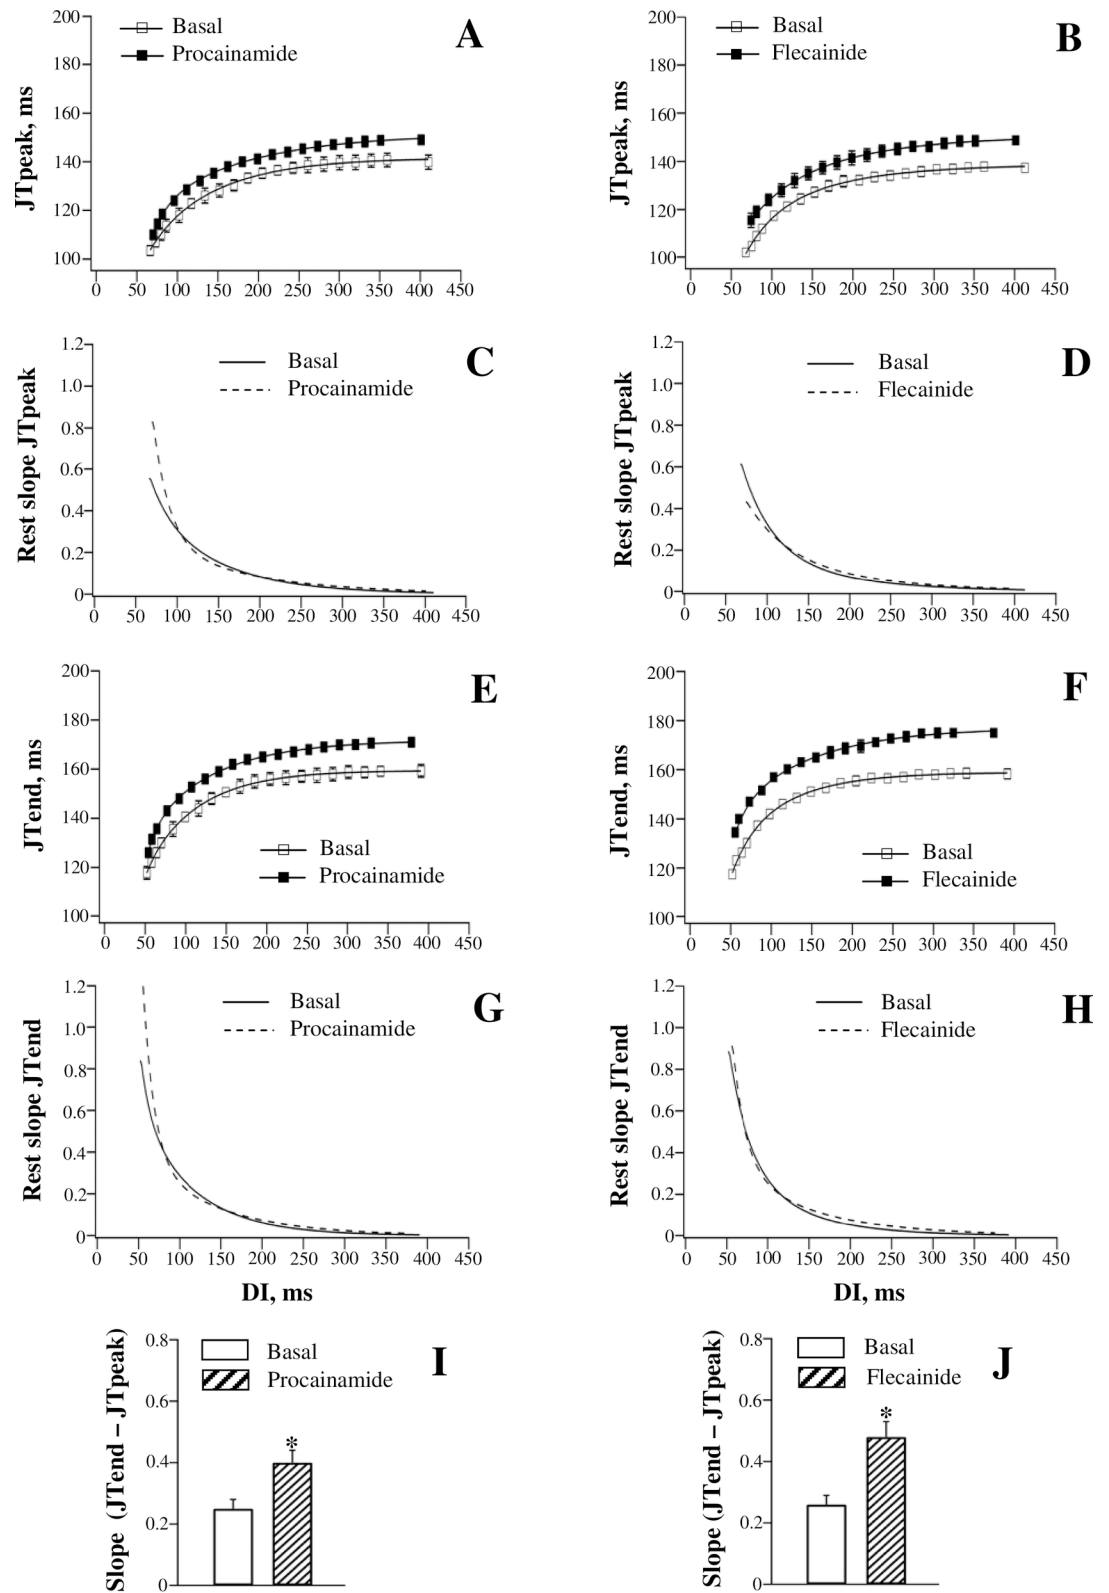 A
Basal
Procainamide
JTpeak, ms
200
180
160
140
120
100
0 50 100 150 200 250 300 350 400 450
B
Basal
Flecainide
JTpeak, ms
200
180
160
140
120
100
0 50 100 150 200 250 300 350 400 450
C
Basal
Procainamide
Rest slope JTpeak
1.2
1.0
0.8
0.6
0.4
0.2
0
0 50 100 150 200 250 300 350 400 450
D
Basal
Flecainide
Rest slope JTpeak
1.2
1.0
0.8
0.6
0.4
0.2
0
0 50 100 150 200 250 300 350 400 450
E
Basal
Procainamide
JTend, ms
200
180
160
140
120
100
0 50 100 150 200 250 300 350 400 450
F
Basal
Flecainide
JTend, ms
200
180
160
140
120
100
0 50 100 150 200 250 300 350 400 450
G
Basal
Procainamide
Rest slope JTend
1.2
1.0
0.8
0.6
0.4
0.2
0
0 50 100 150 200 250 300 350 400 450
DI, ms
H
Basal
Flecainide
Rest slope JTend
1.2
1.0
0.8
0.6
0.4
0.2
0
0 50 100 150 200 250 300 350 400 450
DI, ms
I
Basal
Procainamide
Slope (JTend – JTpeak)
0.8
0.6
0.4
0.2
0
*
J
Basal
Flecainide
Slope (JTend – JTpeak)
0.8
0.6
0.4
0.2
0
*